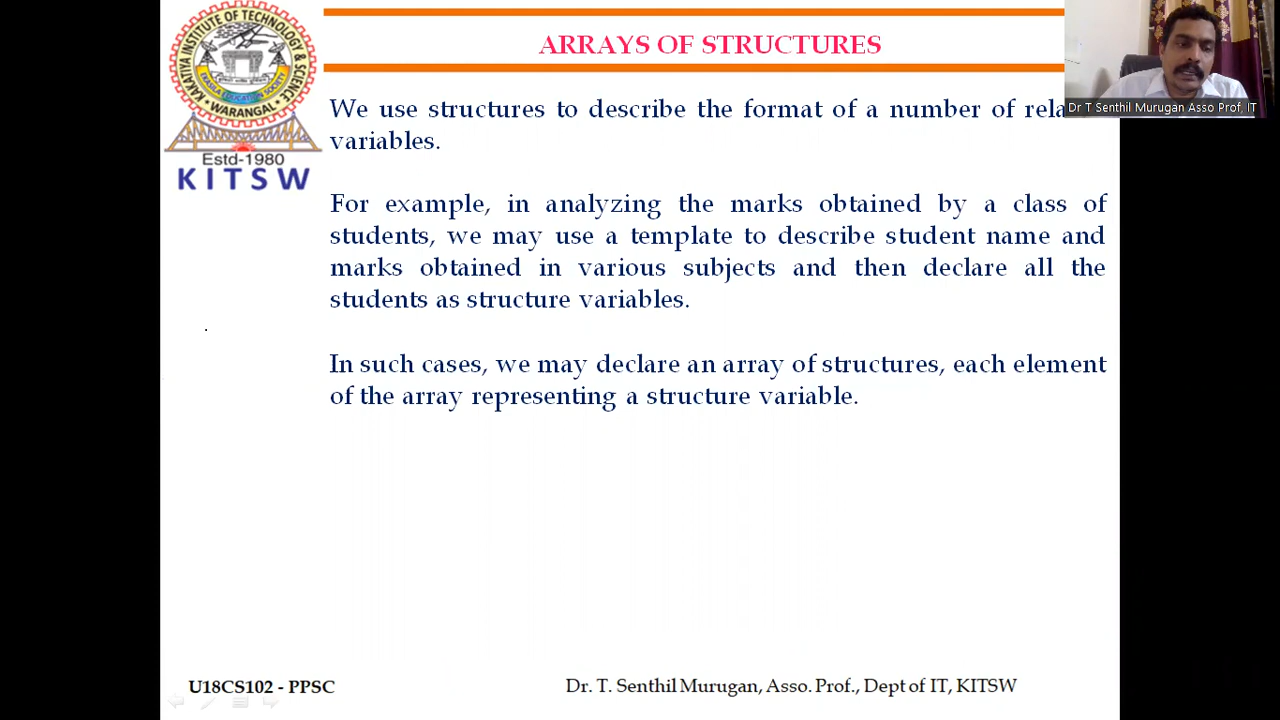 KAKATIYA INSTITUTE OF TECHNOLOGY & SCIENCE
WARANGAL
Estd-1980
KITSW
ARRAYS OF STRUCTURES
Dr T Senthil Murugan Asso Prof, IT
We use structures to describe the format of a number of rela
variables.
For example, in analyzing the marks obtained by a class of
students, we may use a template to describe student name and
marks obtained in various subjects and then declare all the
students as structure variables.
In such cases, we may declare an array of structures, each element
of the array representing a structure variable.
U18CS102 - PPSC
Dr. T. Senthil Murugan, Asso. Prof., Dept of IT, KITSW